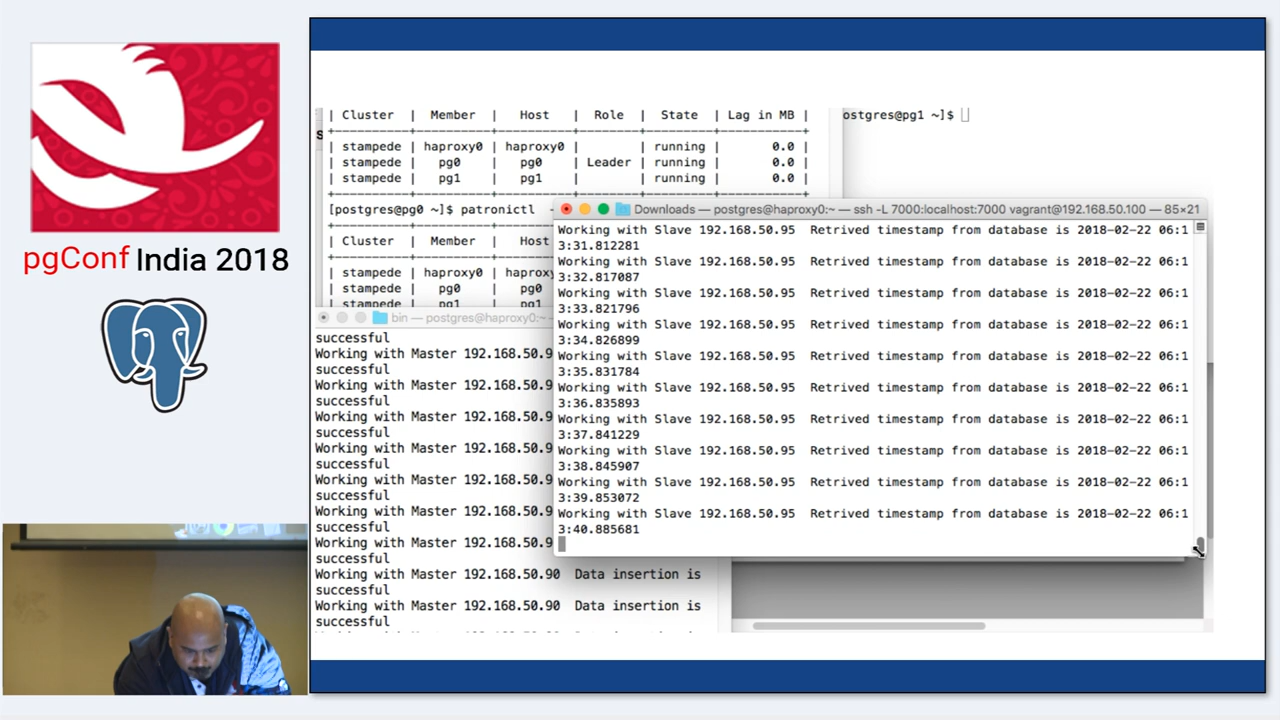 pgConf India 2018
| Cluster | Member | Host | Role | State | Lag in MB |
+----------+----------+----------+--------+---------+-----------+
| stampede | haproxy0 | haproxy0 | | running | 0.0 |
| stampede | pg0 | pg0 | Leader | running | 0.0 |
| stampede | pg1 | pg1 | | running | 0.0 |
[postgres@pg0 ~]$ patronictl -
| Cluster | Member | Host
| stampede | haproxy0 | haprox
| stampede | pg0 | pg0
| stampede | pg1 | pg1
ostgres@pg1 ~]$
bin — postgres@haproxy0:~
successful
Working with Master 192.168.50.9
successful
Working with Master 192.168.50.9
successful
Working with Master 192.168.50.9
successful
Working with Master 192.168.50.9
successful
Working with Master 192.168.50.9
successful
Working with Master 192.168.50.9
successful
Working with Master 192.168.50.9
successful
Working with Master 192.168.50.90 Data insertion is
successful
Working with Master 192.168.50.90 Data insertion is
successful
Downloads — postgres@haproxy0:~ — ssh -L 7000:localhost:7000 vagrant@192.168.50.100 — 85×21
Working with Slave 192.168.50.95 Retrived timestamp from database is 2018-02-22 06:1
3:31.812281
Working with Slave 192.168.50.95 Retrived timestamp from database is 2018-02-22 06:1
3:32.817087
Working with Slave 192.168.50.95 Retrived timestamp from database is 2018-02-22 06:1
3:33.821796
Working with Slave 192.168.50.95 Retrived timestamp from database is 2018-02-22 06:1
3:34.826899
Working with Slave 192.168.50.95 Retrived timestamp from database is 2018-02-22 06:1
3:35.831784
Working with Slave 192.168.50.95 Retrived timestamp from database is 2018-02-22 06:1
3:36.835893
Working with Slave 192.168.50.95 Retrived timestamp from database is 2018-02-22 06:1
3:37.841229
Working with Slave 192.168.50.95 Retrived timestamp from database is 2018-02-22 06:1
3:38.845907
Working with Slave 192.168.50.95 Retrived timestamp from database is 2018-02-22 06:1
3:39.853072
Working with Slave 192.168.50.95 Retrived timestamp from database is 2018-02-22 06:1
3:40.885681